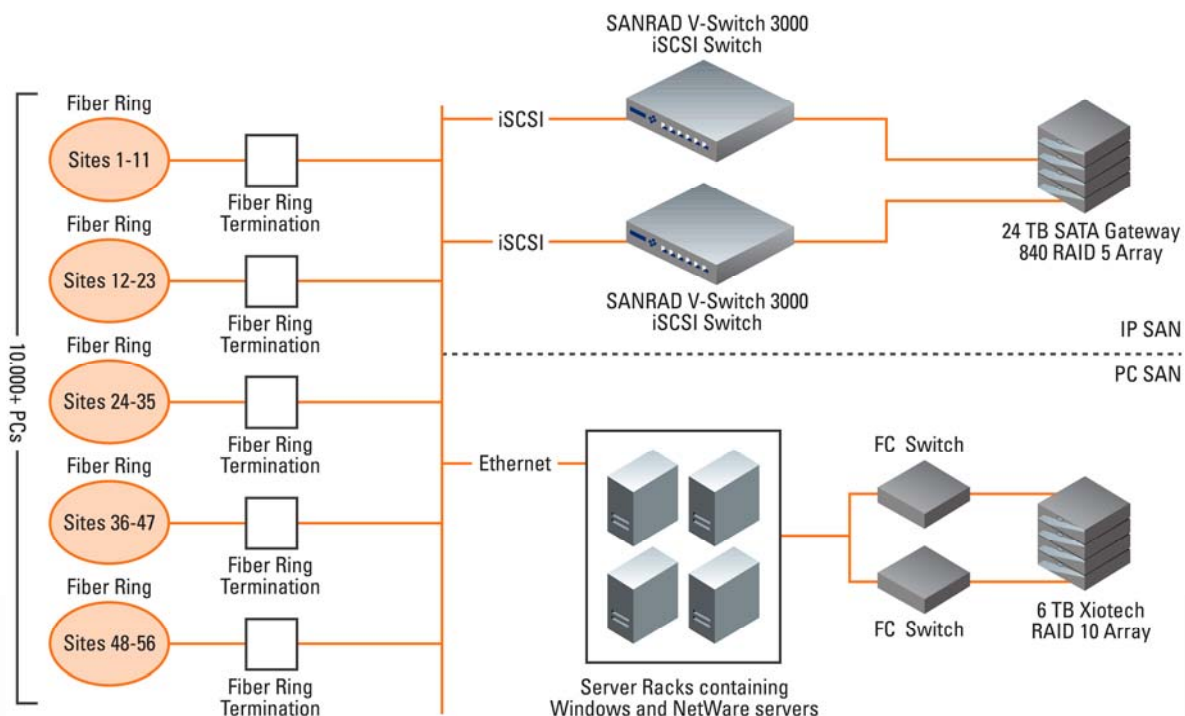 SANRAD V-Switch 3000
iSCSI Switch
Fiber Ring
Sites 1-11
Fiber Ring
Termination
iSCSI
24 TB SATA Gateway
840 RAID 5 Array
Fiber Ring
Sites 12-23
Fiber Ring
Termination
iSCSI
SANRAD V-Switch 3000
iSCSI Switch
IP SAN
PC SAN
10.000+ PCs
Fiber Ring
Sites 24-35
Fiber Ring
Termination
Ethernet
FC Switch
FC Switch
6 TB Xiotech
RAID 10 Array
Fiber Ring
Sites 36-47
Fiber Ring
Termination
Fiber Ring
Sites 48-56
Fiber Ring
Termination
Server Racks containing
Windows and NetWare servers